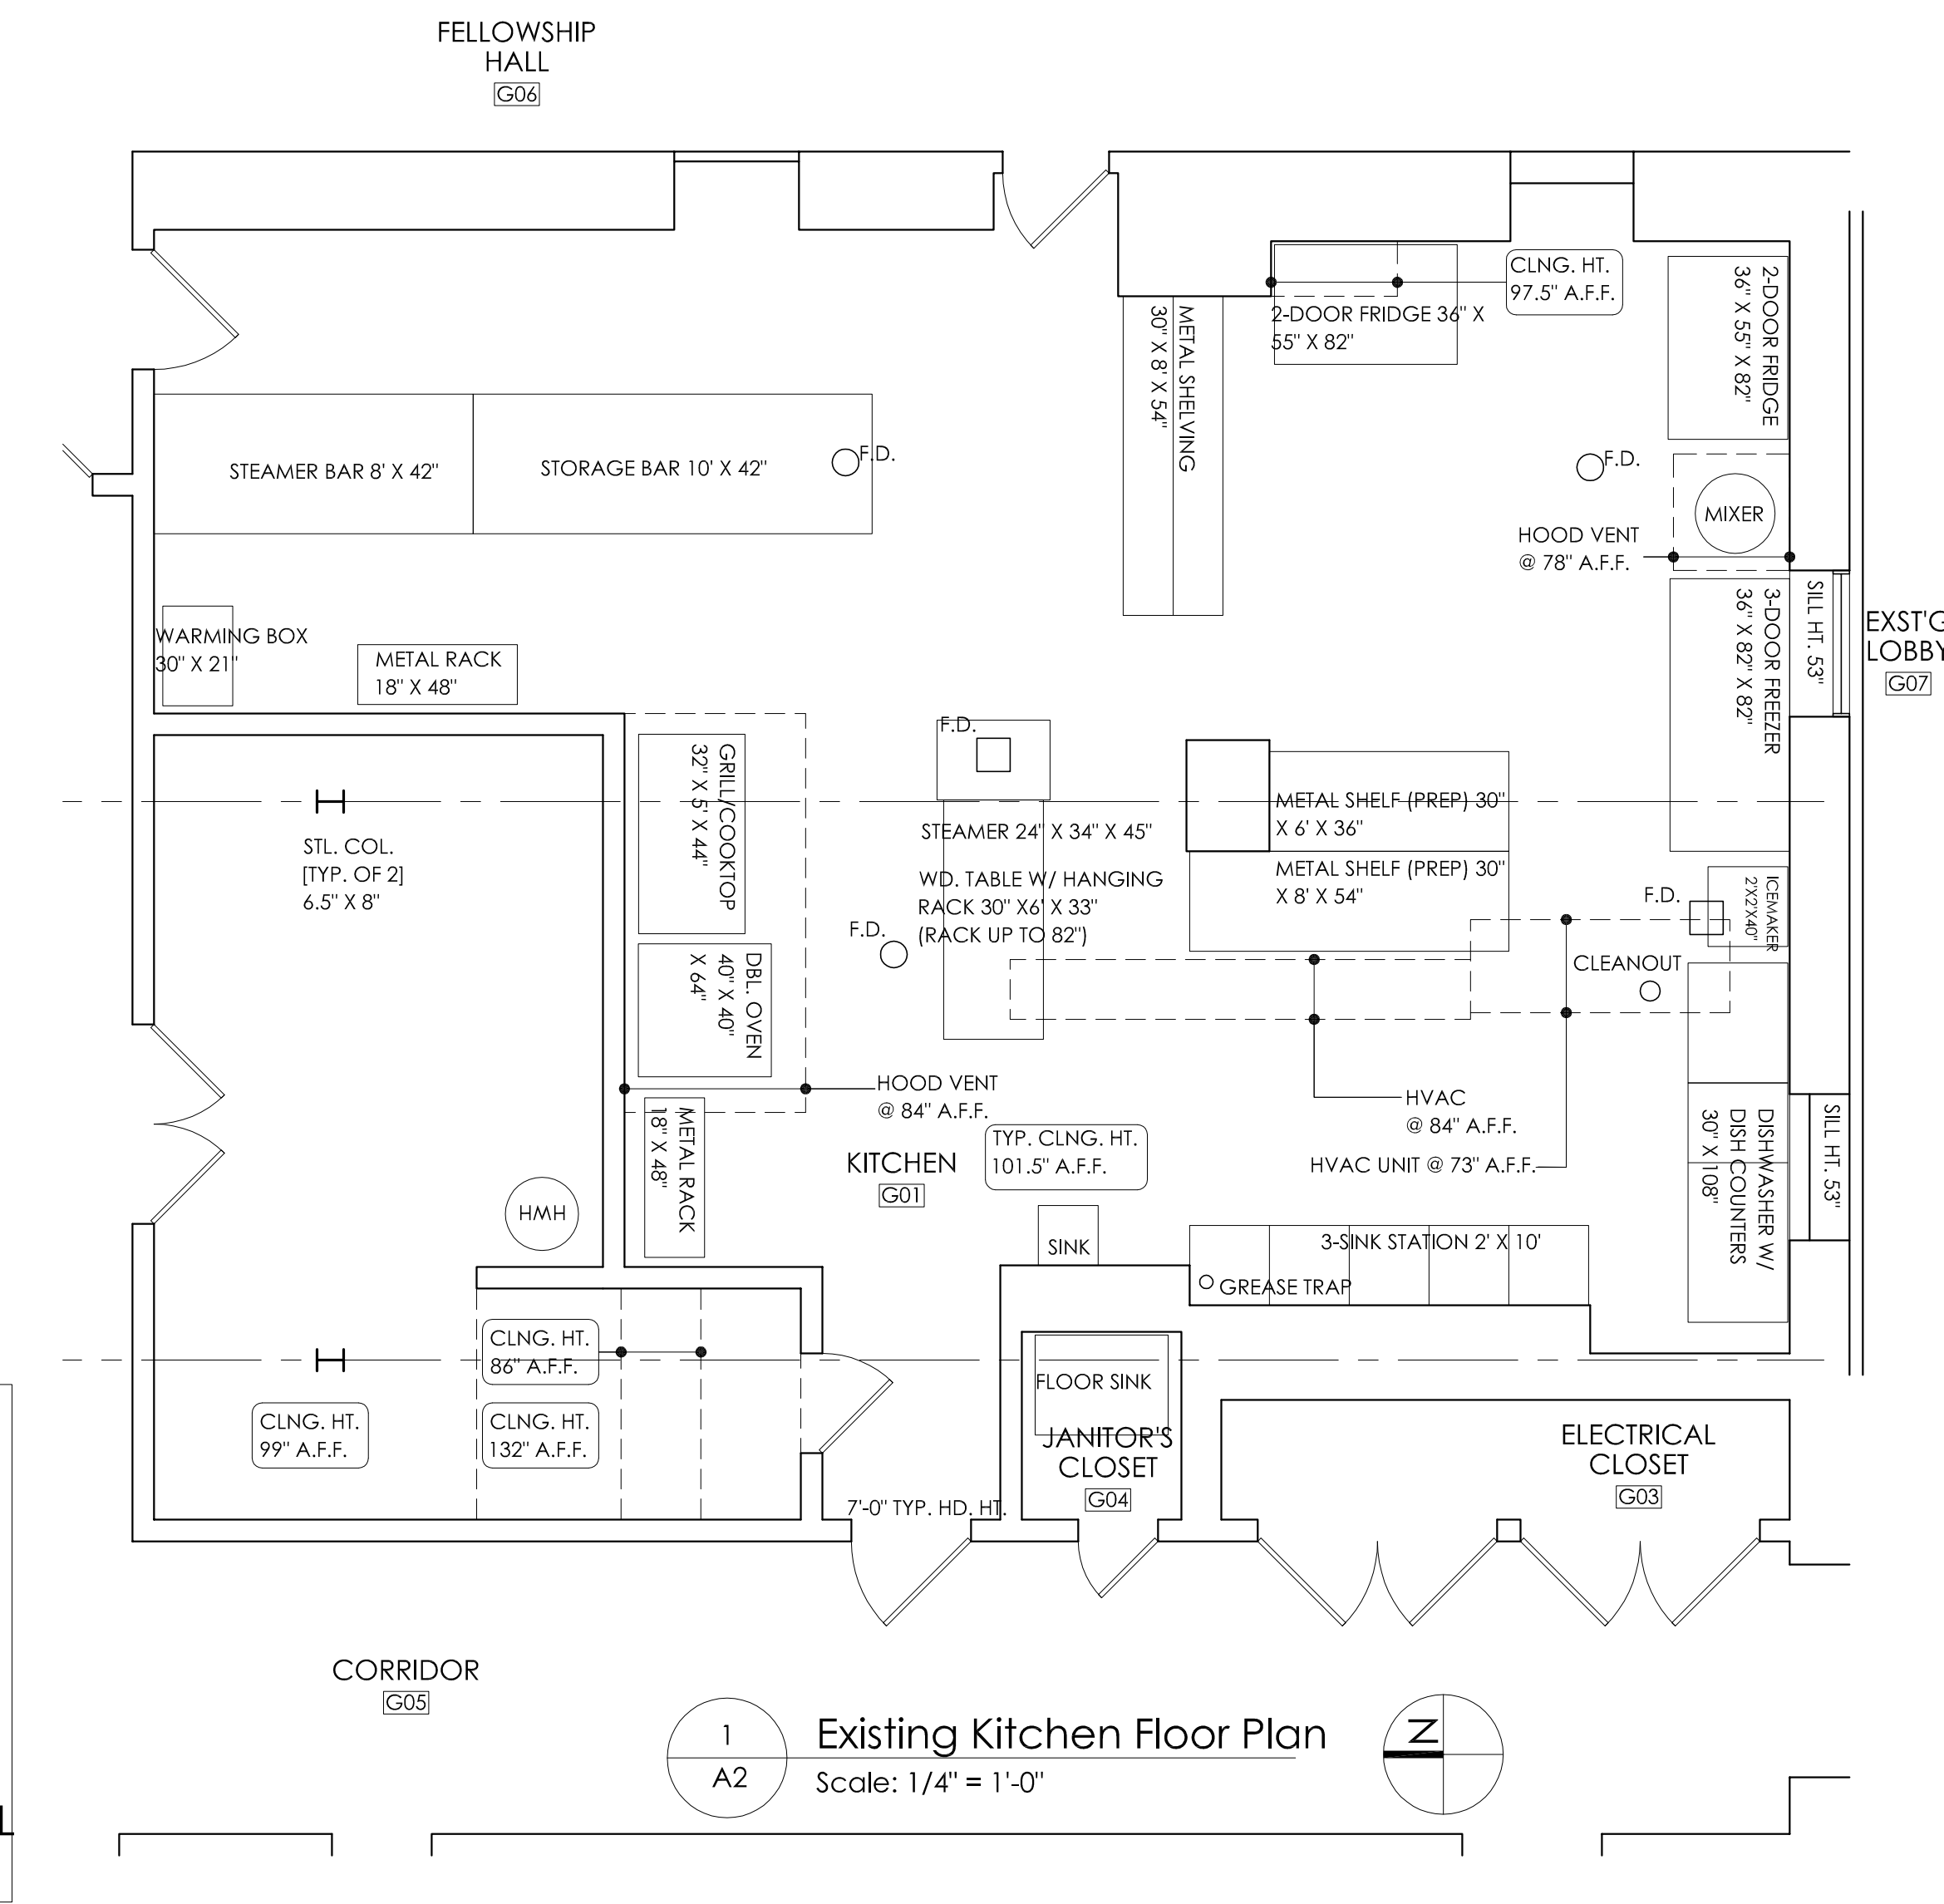 FELLOWSHIP
HALL
G06
CLNG. HT.
97.5" A.F.F.
2-DOOR FRIDGE 36" X
55" X 82"
2-DOOR FRIDGE
36" X 55" X 82"
METAL SHELVING
30" X 8' X 54"
STEAMER BAR 8' X 42"
STORAGE BAR 10' X 42"
F.D.
F.D.
MIXER
HOOD VENT
@ 78" A.F.F.
SILL HT. 53"
3-DOOR FREEZER
36" X 82" X 82"
EXST'G
LOBBY
G07
WARMING BOX
30" X 21"
METAL RACK
18" X 48"
F.D.
GRILL/COOKTOP
32" X 5' X 44"
STL. COL.
[TYP. OF 2]
6.5" X 8"
STEAMER 24" X 34" X 45"
METAL SHELF (PREP) 30"
X 6' X 36"
WD. TABLE W/ HANGING
RACK 30" X6' X 33"
(RACK UP TO 82")
METAL SHELF (PREP) 30"
X 8' X 54"
F.D.
ICEMAKER
2'X2'X40"
F.D.
CLEANOUT
DBL. OVEN
40" X 40"
X 64"
HOOD VENT
@ 84" A.F.F.
HVAC
@ 84" A.F.F.
METAL RACK
18" X 48"
TYP. CLNG. HT.
101.5" A.F.F.
KITCHEN
G01
HVAC UNIT @ 73" A.F.F.
DISHWASHER W/
DISH COUNTERS
30" X 108"
SILL HT. 53"
HWH
SINK
3-SINK STATION 2' X 10'
GREASE TRAP
CLNG. HT.
86" A.F.F.
FLOOR SINK
CLNG. HT.
99" A.F.F.
CLNG. HT.
132" A.F.F.
JANITOR'S
CLOSET
G04
ELECTRICAL
CLOSET
G03
7'-0" TYP. HD. HT.
CORRIDOR
G05
1
A2
Existing Kitchen Floor Plan
Scale: 1/4" = 1'-0"
N